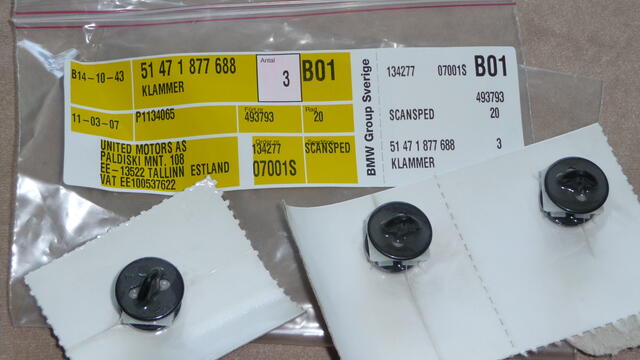 B14-10-43
51 47 1 877 688
KLAMMER
Antal
3
B01
11-03-07
P1134065
493793
Rad
20
UNITED MOTORS AS
PALDISKI MNT. 108
EE-13522 TALLINN ESTLAND
VAT EE100537622
134277
07001S
SCANSPED
BMW Group Sverige
134277
07001S
B01
493793
SCANSPED
20
51 47 1 877 688
3
KLAMMER